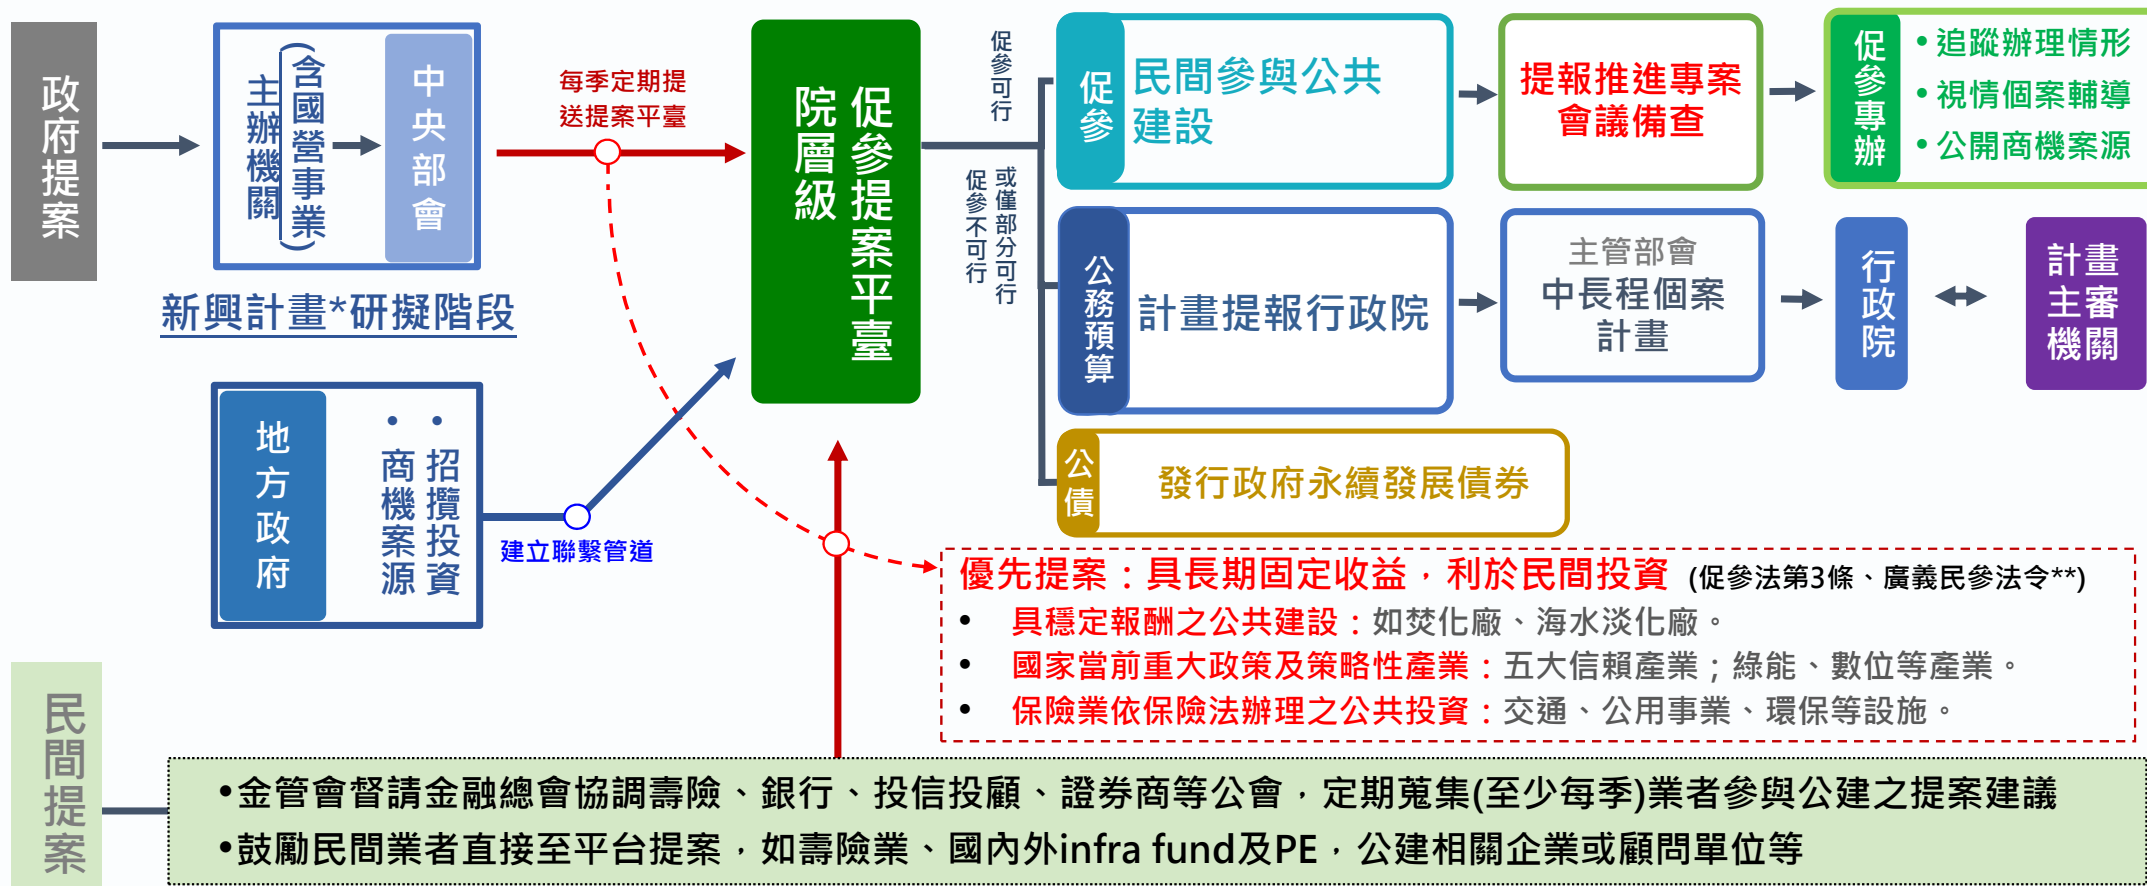 政府提案
主辦機關
(含國營事業)
中央部會
新興計畫*研擬階段
每季定期提
送提案平臺
地方政府
• 招攬投資
• 商機案源
建立聯繫管道
院層級
促參提案平臺
促參可行
促參不可行
或僅部分可行
促參
民間參與公共
建設
提報推進專案
會議備查
促參專辦
•追蹤辦理情形
•視情個案輔導
•公開商機案源
公務預算
計畫提報行政院
主管部會
中長程個案
計畫
行政院
計畫
主審
機關
公債
發行政府永續發展債券
優先提案：具長期固定收益，利於民間投資 (促參法第3條、廣義民參法令**)
• 具穩定報酬之公共建設：如焚化廠、海水淡化廠。
• 國家當前重大政策及策略性產業：五大信賴產業；綠能、數位等產業。
• 保險業依保險法辦理之公共投資：交通、公用事業、環保等設施。
民間提案
•金管會督請金融總會協調壽險、銀行、投信投顧、證券商等公會，定期蒐集(至少每季)業者參與公建之提案建議
•鼓勵民間業者直接至平台提案，如壽險業、國內外infra fund及PE，公建相關企業或顧問單位等